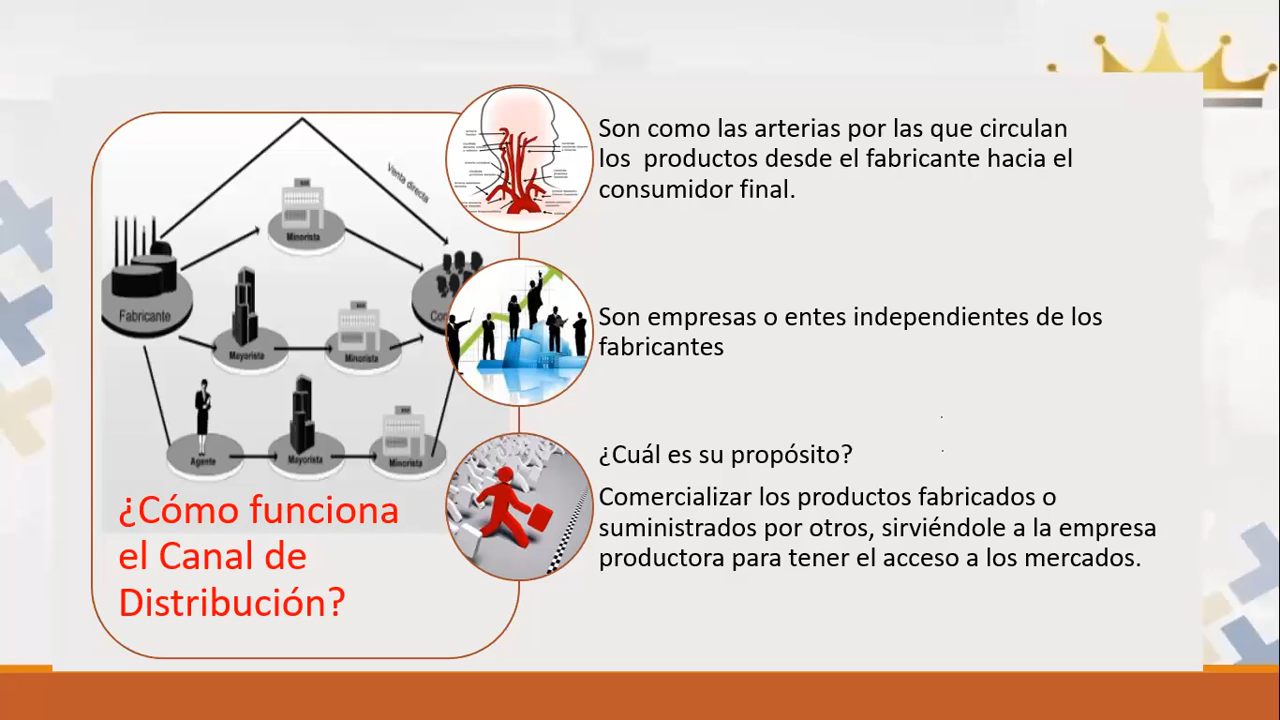 Venta directa
Minorista
Fabricante
Mayorista
Minorista
Agente
Mayorista
Minorista
¿Cómo funciona
el Canal de
Distribución?
Son como las arterias por las que circulan
los productos desde el fabricante hacia el
consumidor final.
Son empresas o entes independientes de los
fabricantes
¿Cuál es su propósito?
Comercializar los productos fabricados o
suministrados por otros, sirviéndole a la empresa
productora para tener el acceso a los mercados.